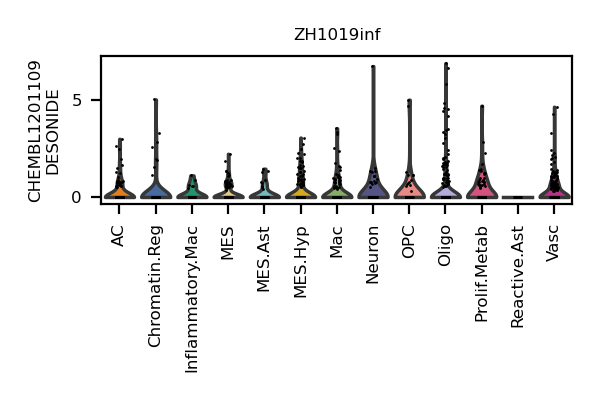 ZH1019inf
CHEMBL1201109
DESONIDE
5
0
AC
Chromatin.Reg
Inflammatory.Mac
MES
MES.Ast
MES.Hyp
Mac
Neuron
OPC
Oligo
Prolif.Metab
Reactive.Ast
Vasc